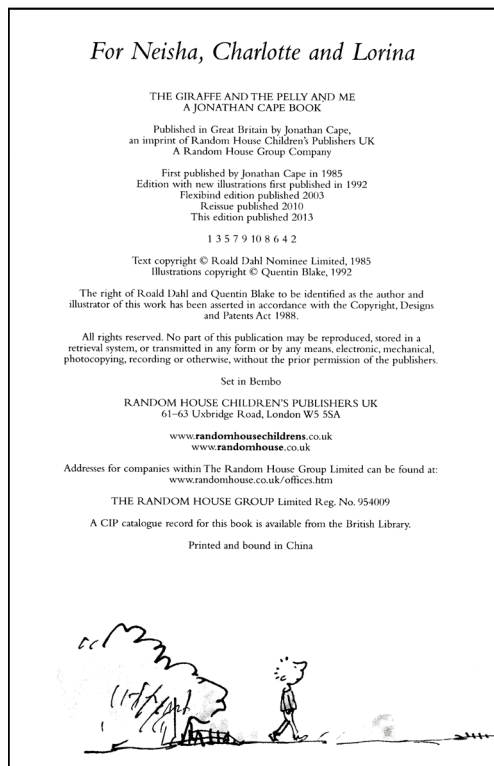 For Neisha, Charlotte and Lorina
THE GIRAFFE AND THE PELLY AND ME
A JONATHAN CAPE BOOK
Published in Great Britain by Jonathan Cape,
an imprint of Random House Children's Publishers UK
A Random House Group Company
First published by Jonathan Cape in 1985
Edition with new illustrations first published in 1992
Flexibind edition published 2003
Reissue published 2010
This edition published 2013
1 3 5 7 9 10 8 6 4 2
Text copyright © Roald Dahl Nominee Limited, 1985
Illustrations copyright © Quentin Blake, 1992
The right of Roald Dahl and Quentin Blake to be identified as the author and
illustrator of this work has been asserted in accordance with the Copyright, Designs
and Patents Act 1988.
All rights reserved. No part of this publication may be reproduced, stored in a
retrieval system, or transmitted in any form or by any means, electronic, mechanical,
photocopying, recording or otherwise, without the prior permission of the publishers.
Set in Bembo
RANDOM HOUSE CHILDREN'S PUBLISHERS UK
61–63 Uxbridge Road, London W5 5SA
www.randomhousechildrens.co.uk
www.randomhouse.co.uk
Addresses for companies within The Random House Group Limited can be found at:
www.randomhouse.co.uk/offices.htm
THE RANDOM HOUSE GROUP Limited Reg. No. 954009
A CIP catalogue record for this book is available from the British Library.
Printed and bound in China